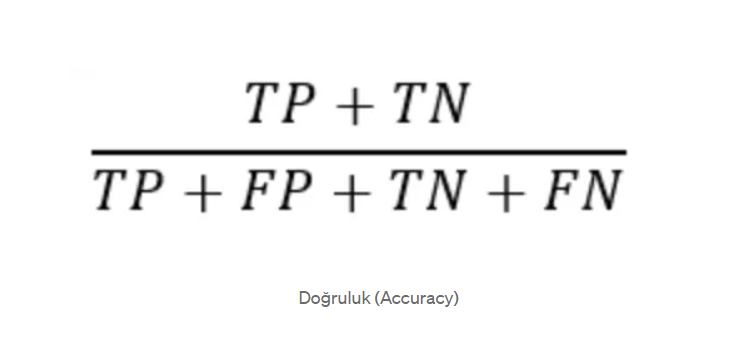 TP + TN
TP + FP + TN + FN
Doğruluk (Accuracy)